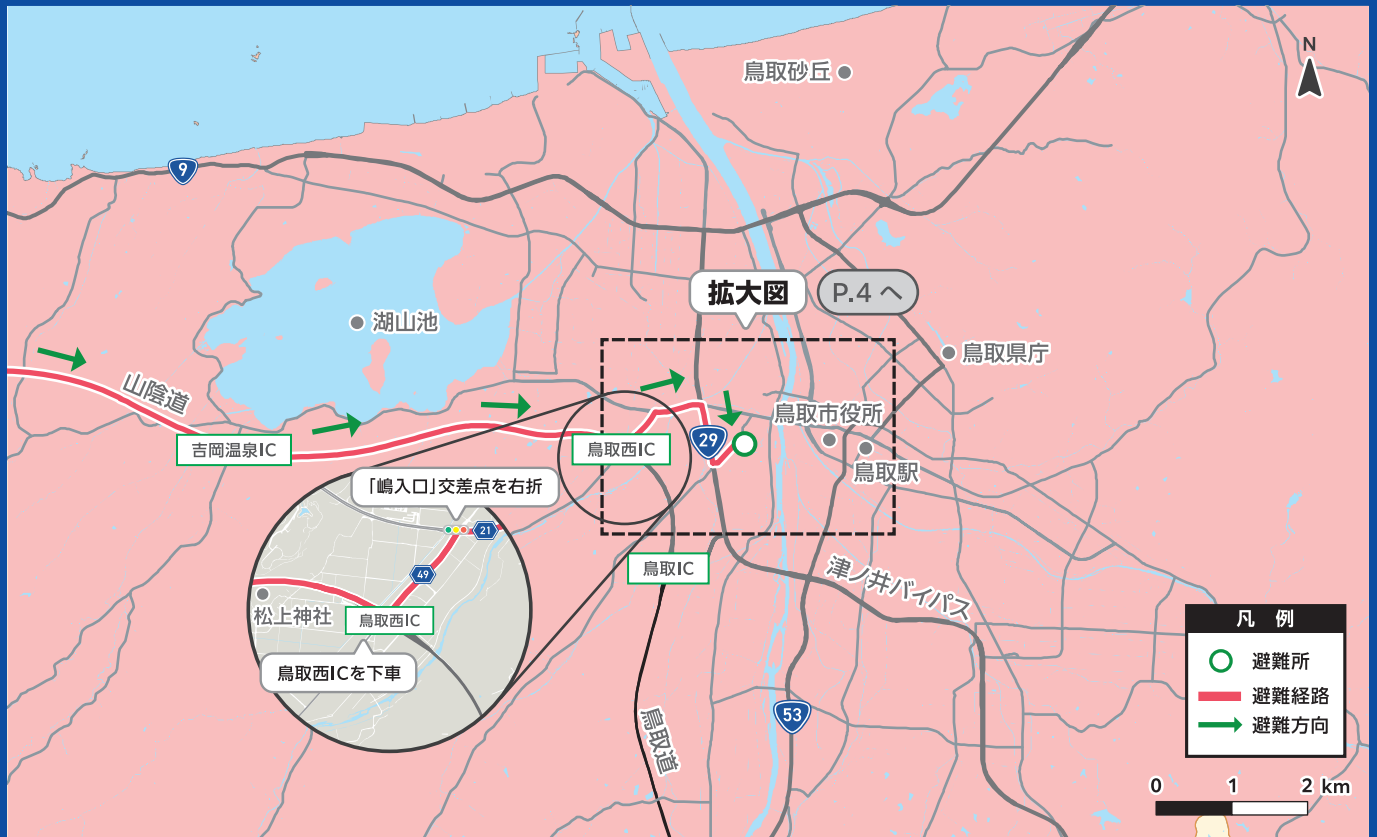 鳥取砂丘
N
9
拡大図
P.4 へ
湖山池
鳥取県庁
山陰道
鳥取市役所
吉岡温泉IC
鳥取西IC
29
鳥取駅
「嶋入口」交差点を右折
21
49
鳥取IC
津ノ井バイパス
松上神社
鳥取西IC
鳥取西ICを下車
凡 例
避難所
避難経路
避難方向
53
鳥取道
0 1 2 km